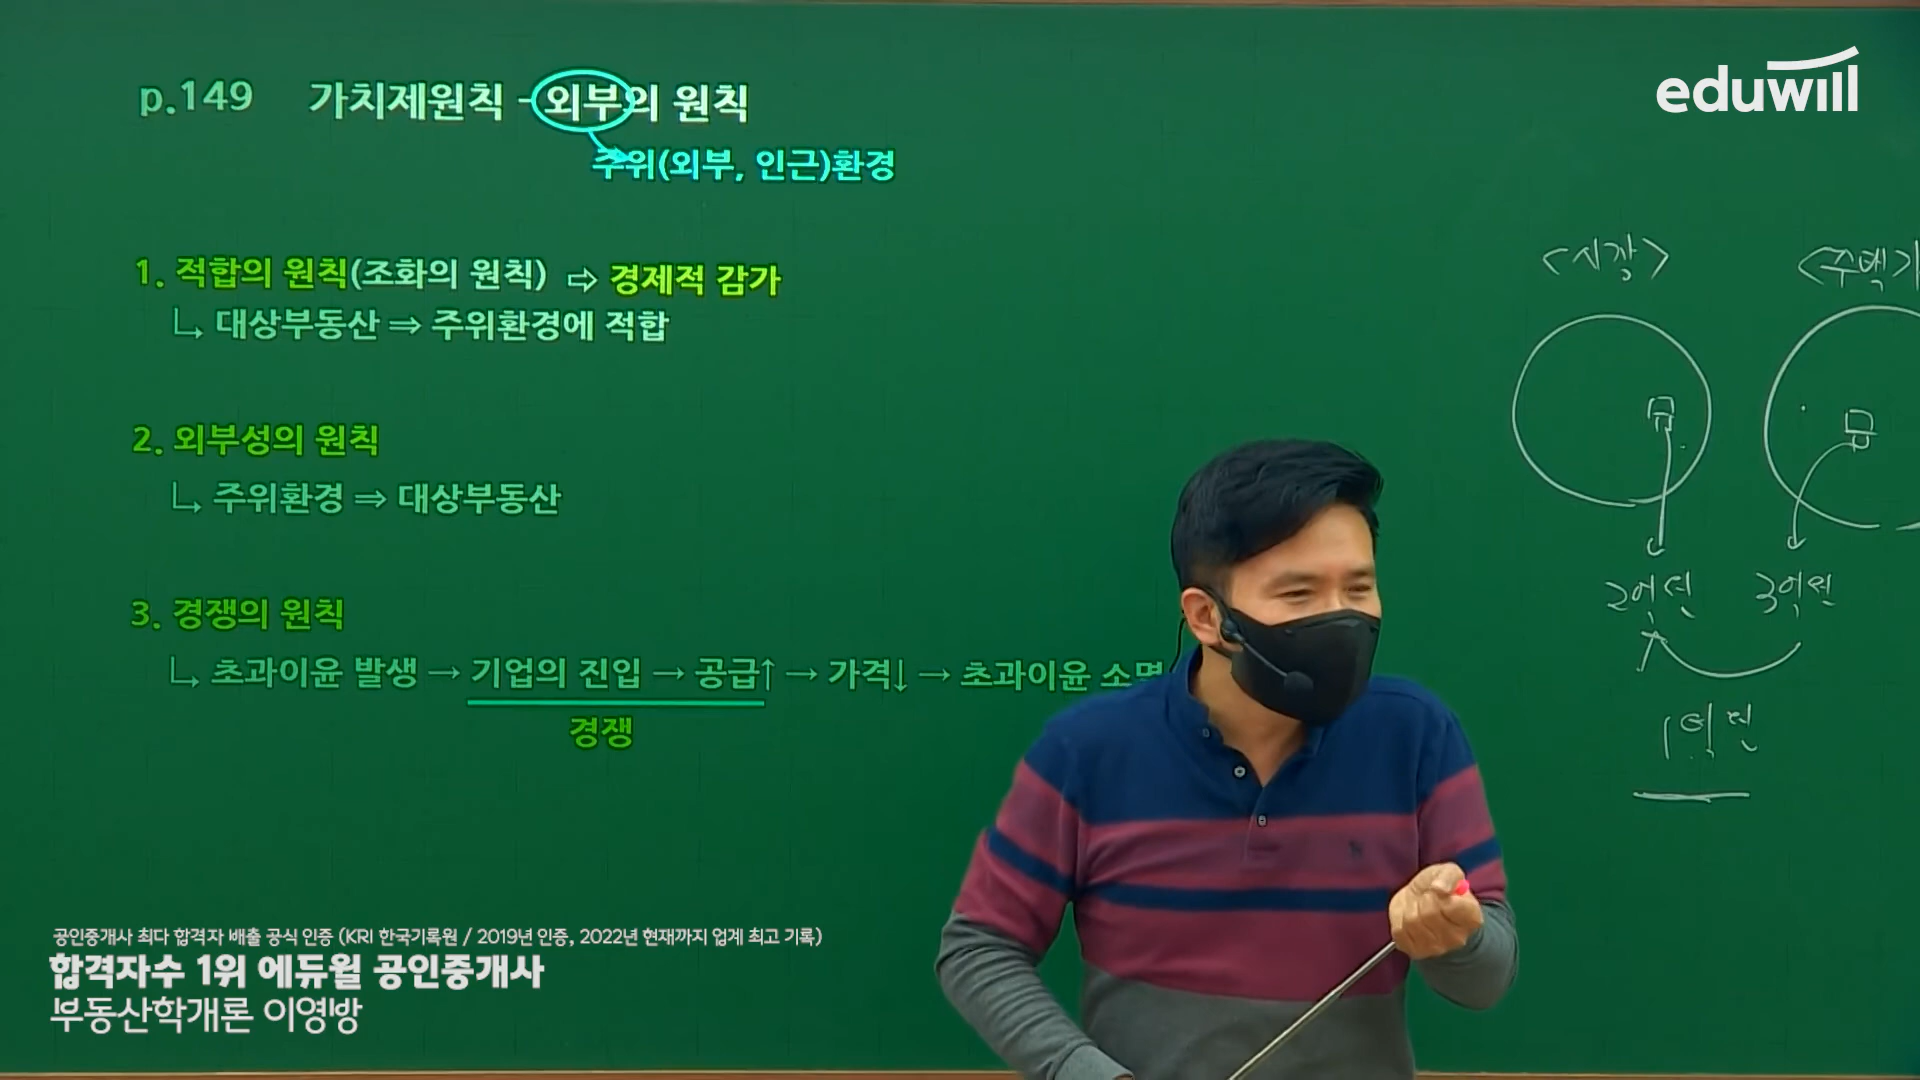 eduwill
p.149 가치제원칙 - 외부의 원칙
주위(외부, 인근)환경
1. 적합의 원칙(조화의 원칙) ⇨ 경제적 감가
↳ 대상부동산 ⇒ 주위환경에 적합
2. 외부성의 원칙
↳ 주위환경 ⇒ 대상부동산
3. 경쟁의 원칙
↳ 초과이윤 발생 → 기업의 진입 → 공급↑ → 가격↓ → 초과이윤
경쟁
<시장>
2억원
3억원
1억원
공인중개사 최다 합격자 배출 공식 인증 (KRI 한국기록원 / 2019년 인증, 2022년 현재까지 업계 최고 기록)
합격자수 1위 에듀윌 공인중개사
부동산학개론 이영방